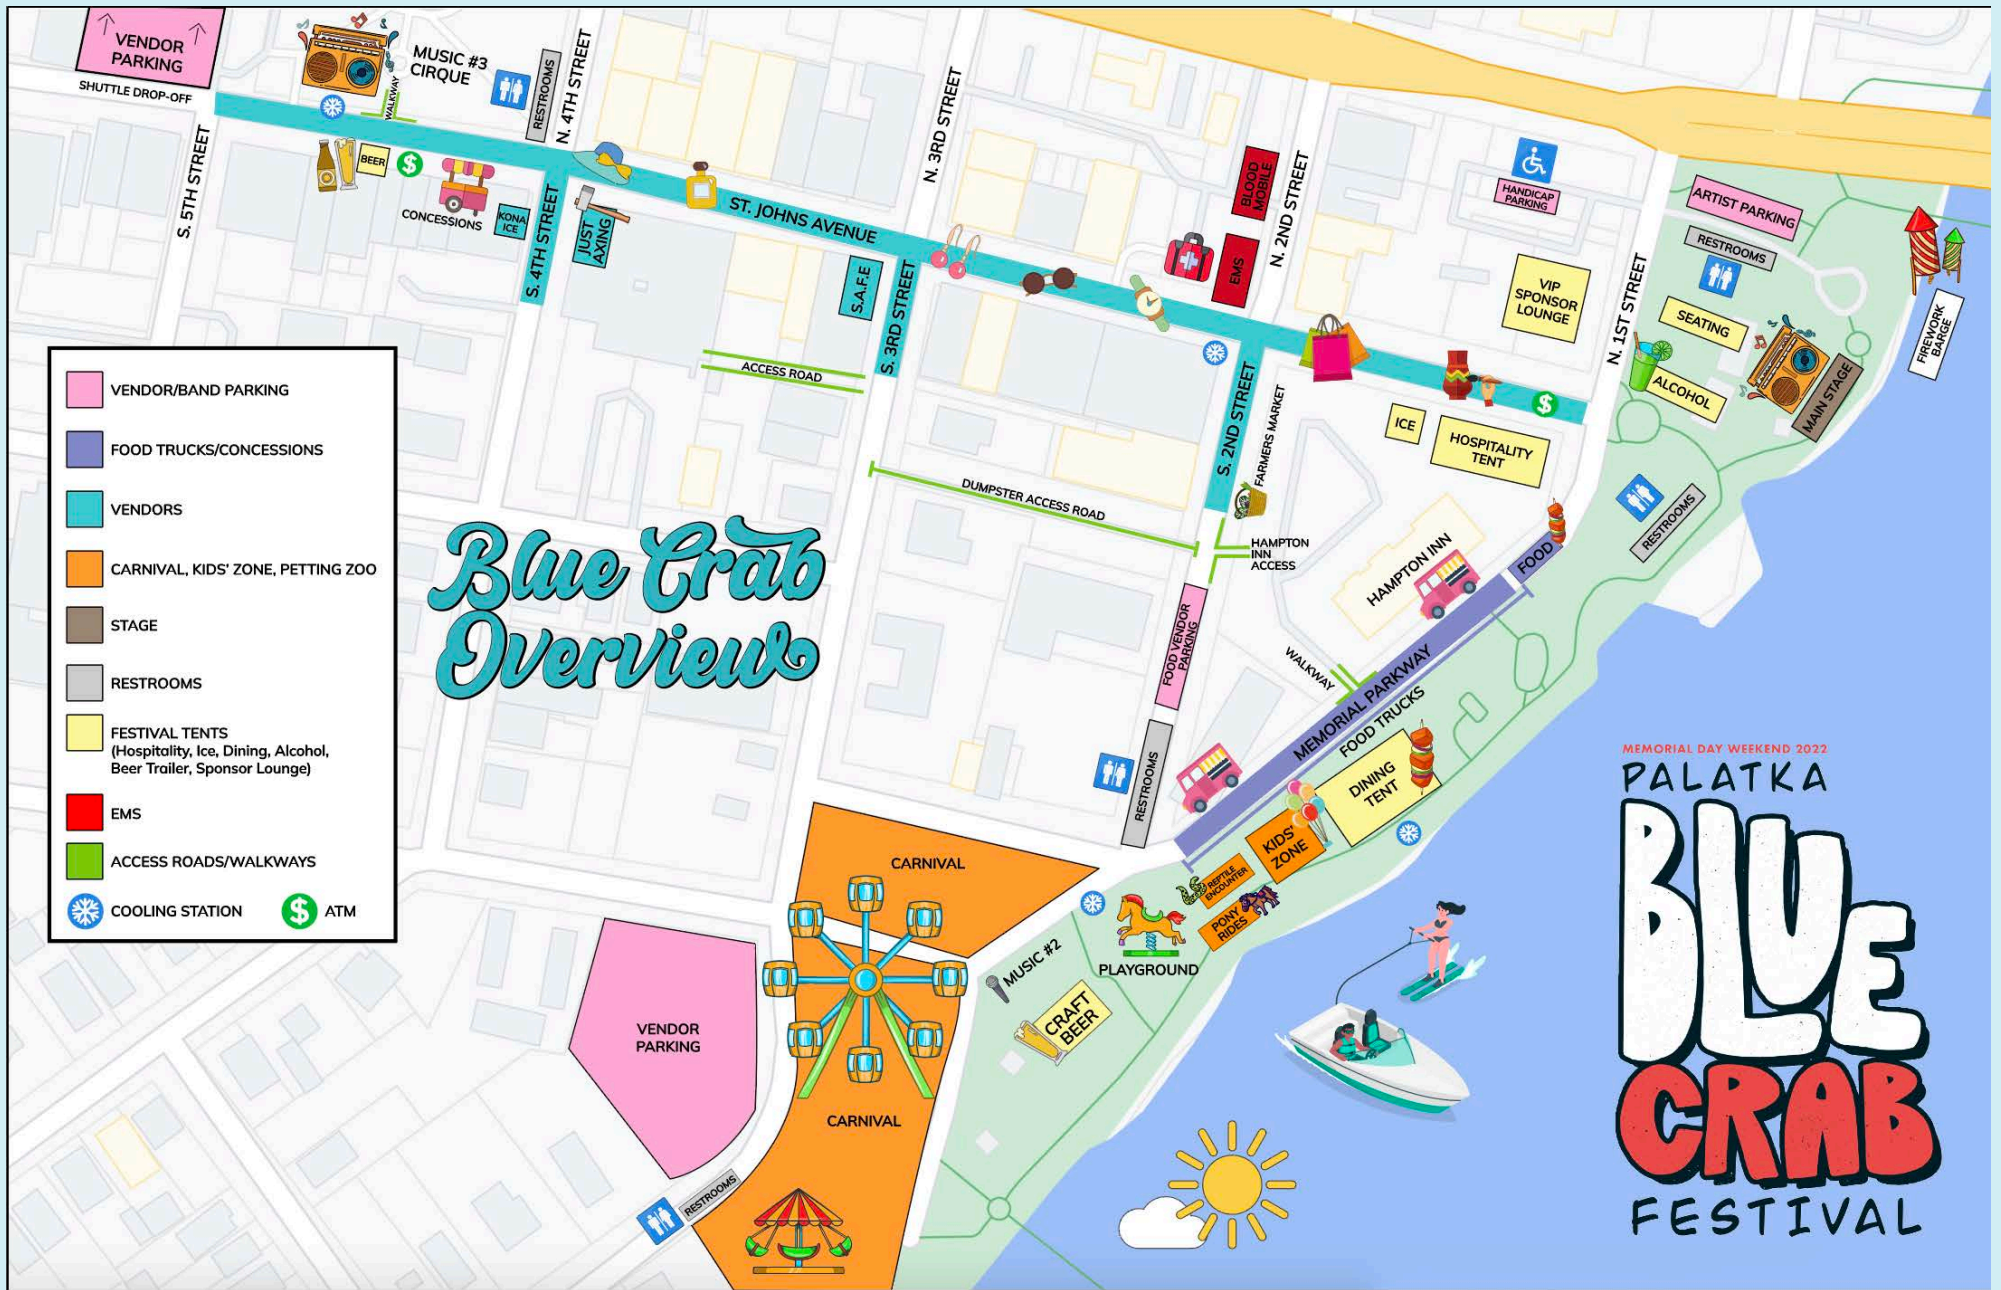 VENDOR
PARKING
SHUTTLE DROP-OFF
MUSIC #3
CIRQUE
WALKWAY
RESTROOMS
N. 4TH STREET
S. 5TH STREET
BEER
$
CONCESSIONS
KONA
ICE
S. 4TH STREET
JUST
AXING
ST. JOHNS AVENUE
N. 3RD STREET
S.A.F.E
S. 3RD STREET
ACCESS ROAD
BLOOD
MOBILE
EMS
N. 2ND STREET
HANDICAP
PARKING
VIP
SPONSOR
LOUNGE
N. 1ST STREET
ARTIST PARKING
RESTROOMS
SEATING
ALCOHOL
MAIN STAGE
FIREWORK
BARGE
$
ICE
HOSPITALITY
TENT
S. 2ND STREET
FARMERS MARKET
DUMPSTER ACCESS ROAD
HAMPTON
INN
ACCESS
HAMPTON INN
FOOD
RESTROOMS
FOOD VENDOR
PARKING
WALKWAY
MEMORIAL PARKWAY
FOOD TRUCKS
RESTROOMS
DINING
TENT
KIDS'
ZONE
REPTILE
ENCOUNTER
PONY
RIDES
PLAYGROUND
MUSIC #2
CRAFT
BEER
CARNIVAL
CARNIVAL
VENDOR
PARKING
RESTROOMS
Blue Crab
Overview
VENDOR/BAND PARKING
FOOD TRUCKS/CONCESSIONS
VENDORS
CARNIVAL, KIDS' ZONE, PETTING ZOO
STAGE
RESTROOMS
FESTIVAL TENTS
(Hospitality, Ice, Dining, Alcohol,
Beer Trailer, Sponsor Lounge)
EMS
ACCESS ROADS/WALKWAYS
COOLING STATION
$ ATM
MEMORIAL DAY WEEKEND 2022
PALATKA
BLUE
CRAB
FESTIVAL